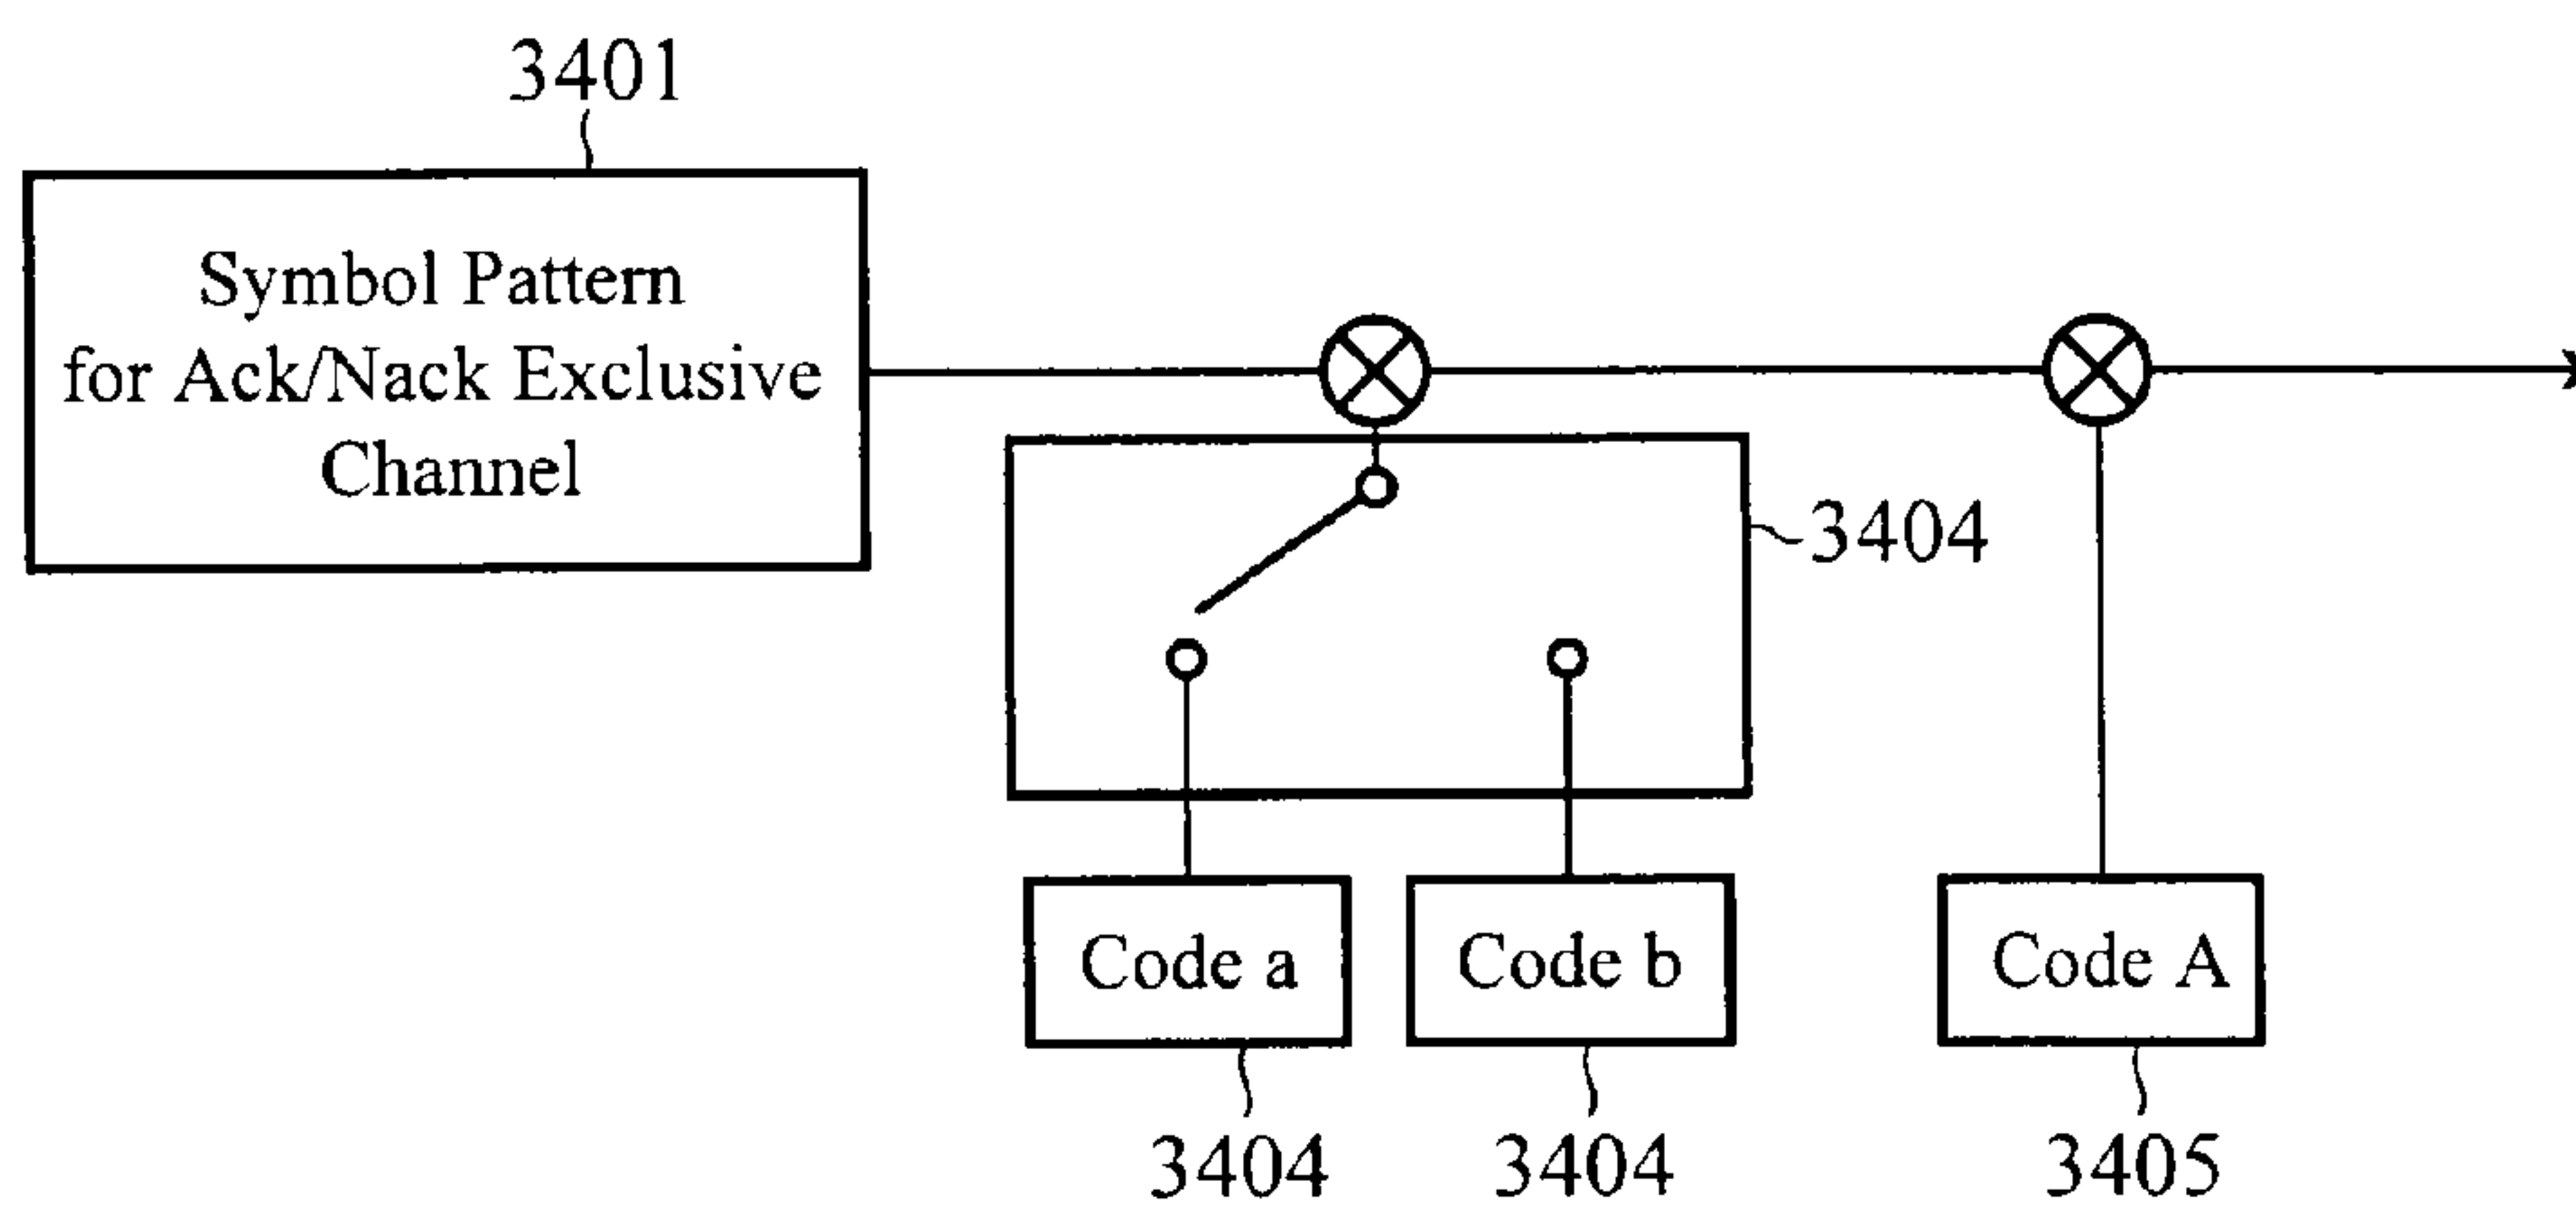 3401
Symbol Pattern
for Ack/Nack Exclusive
Channel
3404
Code a
Code b
Code A
3404
3404
3405